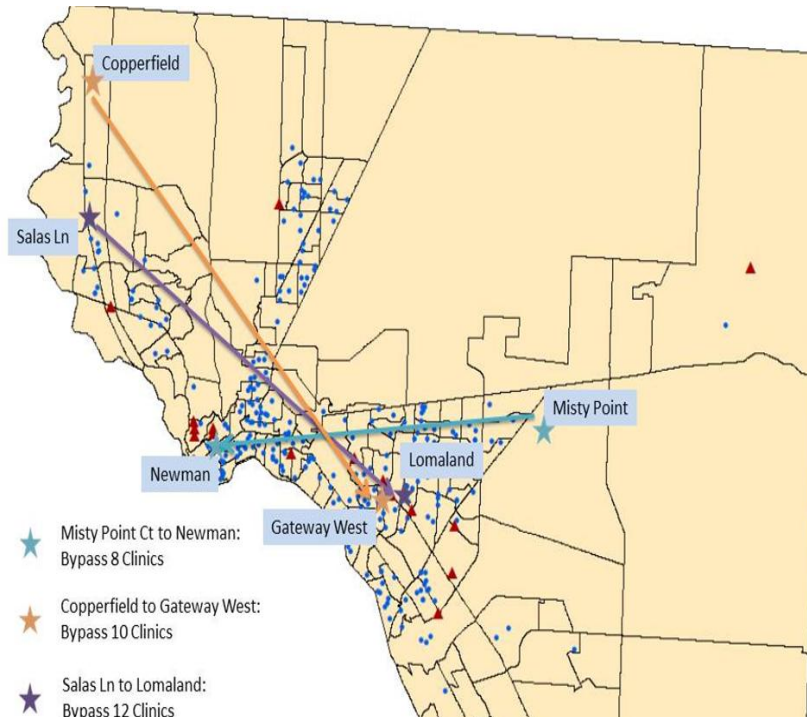 Copperfield
Salas Ln
Misty Point
Lomaland
Newman
Gateway West
Misty Point Ct to Newman:
Bypass 8 Clinics
Copperfield to Gateway West:
Bypass 10 Clinics
Salas Ln to Lomaland:
Bypass 12 Clinics